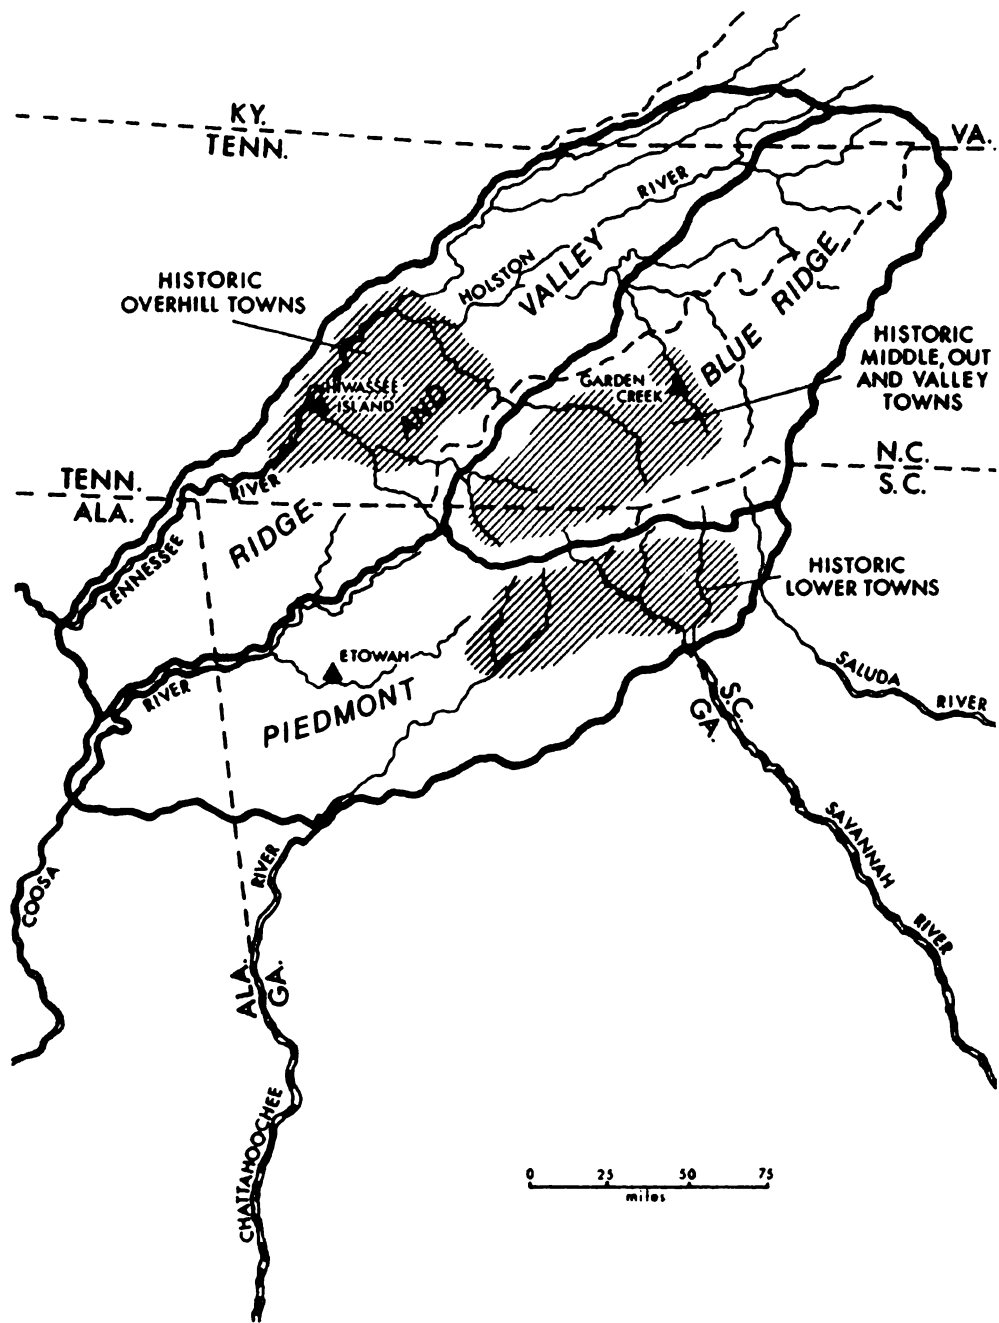 KY.
TENN.
VA.
RIVER
HOLSTON
VALLEY
AND
RIDGE
BLUE RIDGE
HISTORIC
OVERHILL TOWNS
HIWASSEE
ISLAND
GARDEN
CREEK
HISTORIC
MIDDLE, OUT
AND VALLEY
TOWNS
N.C.
S.C.
TENN.
ALA.
RIVER
TENNESSEE
HISTORIC
LOWER TOWNS
ETOWAH
RIVER
PIEDMONT
SALUDA
RIVER
S.C.
GA.
SAVANNAH
RIVER
COOSA
RIVER
ALA.
GA.
CHATTAHOOCHEE
0 25 50 75
miles